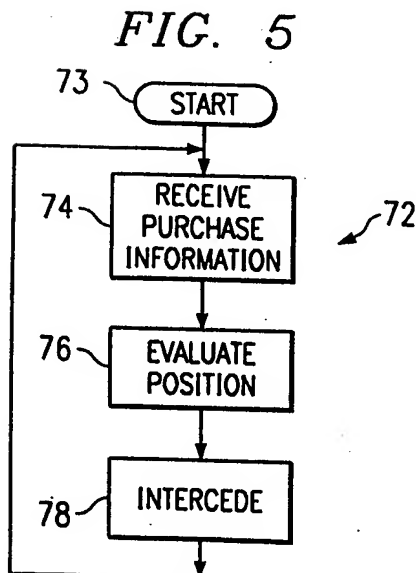 FIG. 5
73
START
74
RECEIVE
PURCHASE
INFORMATION
72
76
EVALUATE
POSITION
78
INTERCEDE